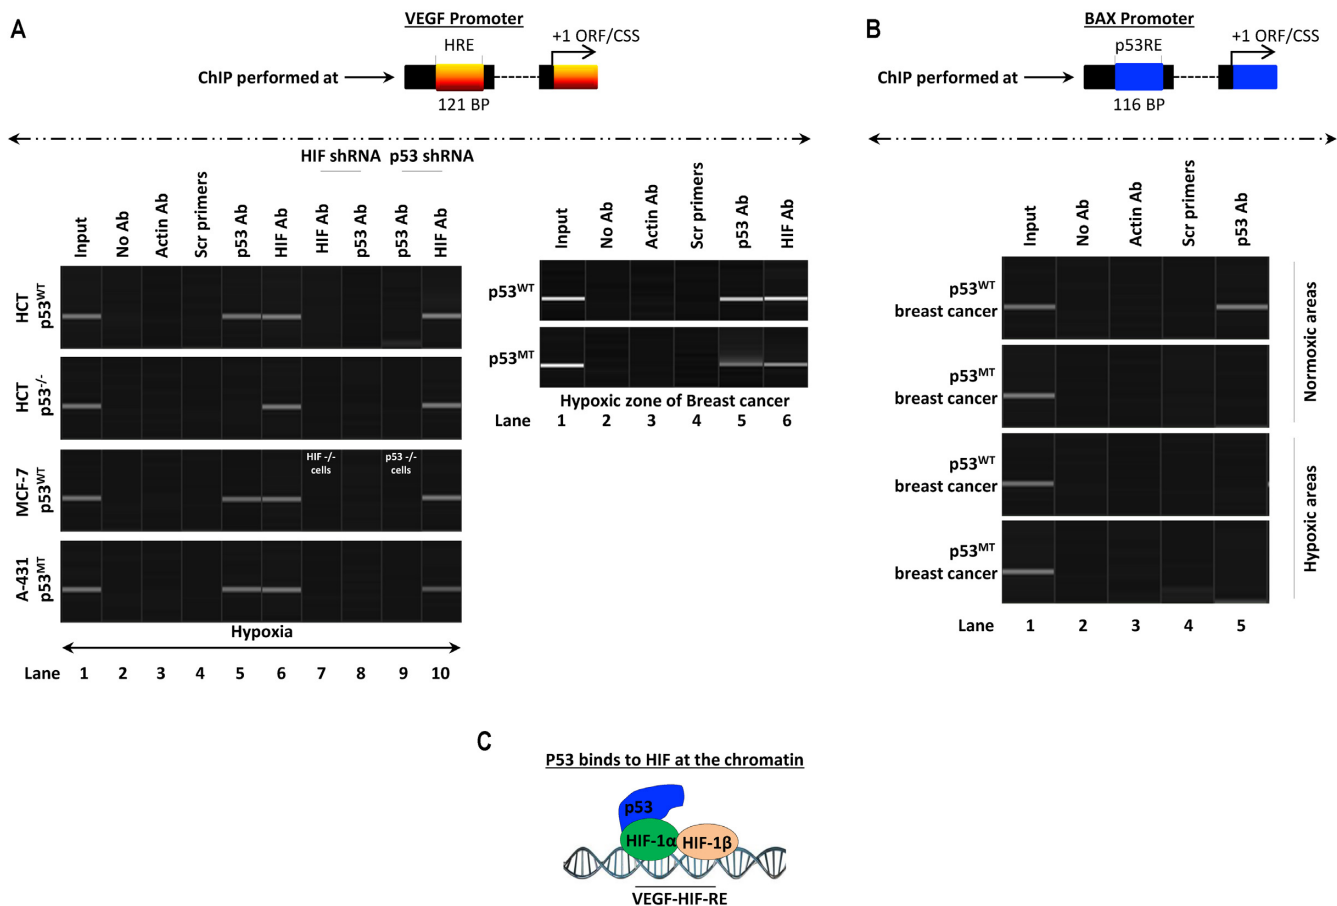 A
VEGF Promoter
HRE
+1 ORF/CSS
ChIP performed at
121 BP
HIF shRNA p53 shRNA
Input
No Ab
Actin Ab
Scr primers
p53 Ab
HIF Ab
HIF Ab
p53 Ab
p53 Ab
HIF Ab
HCT
p53WT
HCT
p53-/-
MCF-7
p53WT
HIF -/-
cells
p53 -/-
cells
A-431
p53MT
Hypoxia
Lane 1 2 3 4 5 6 7 8 9 10
Input
No Ab
Actin Ab
Scr primers
p53 Ab
HIF Ab
p53WT
p53MT
Hypoxic zone of Breast cancer
Lane 1 2 3 4 5 6
B
BAX Promoter
p53RE
+1 ORF/CSS
ChIP performed at
116 BP
Input
No Ab
Actin Ab
Scr primers
p53 Ab
p53WT
breast cancer
p53MT
breast cancer
Normoxic areas
p53WT
breast cancer
p53MT
breast cancer
Hypoxic areas
Lane 1 2 3 4 5
C
P53 binds to HIF at the chromatin
p53
HIF-1α HIF-1β
VEGF-HIF-RE